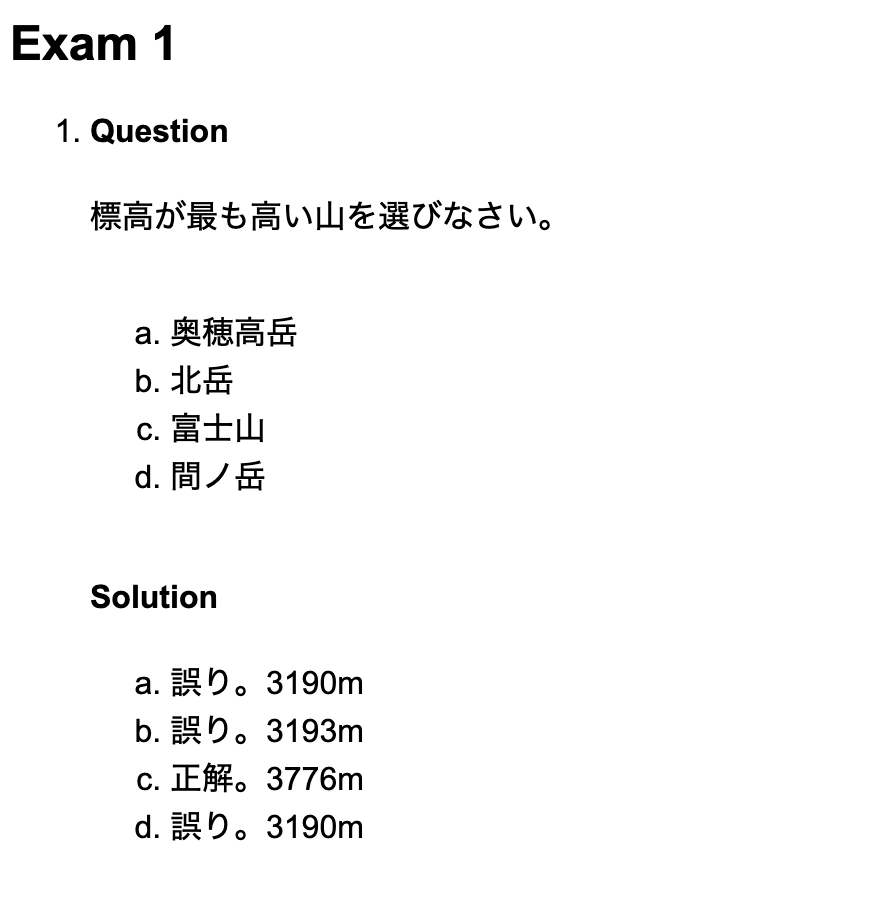 Exam 1
1. Question
標高が最も高い山を選びなさい。
a. 奥穂高岳
b. 北岳
c. 富士山
d. 間ノ岳
Solution
a. 誤り。3190m
b. 誤り。3193m
c. 正解。3776m
d. 誤り。3190m